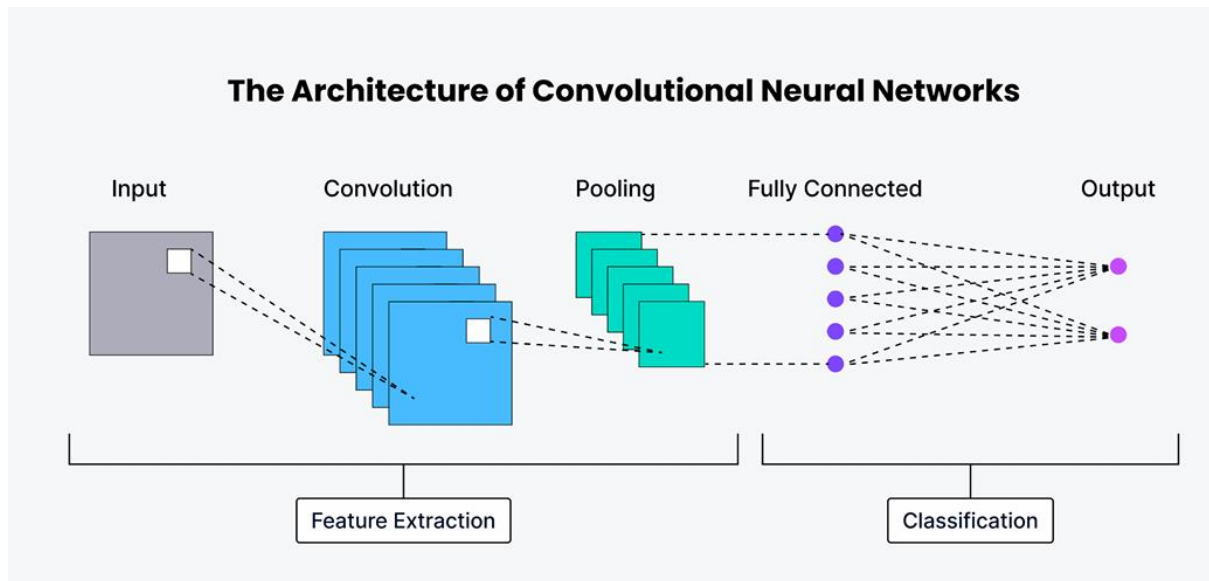 The Architecture of Convolutional Neural Networks
Input
Convolution
Pooling
Fully Connected
Output
Feature Extraction
Classification